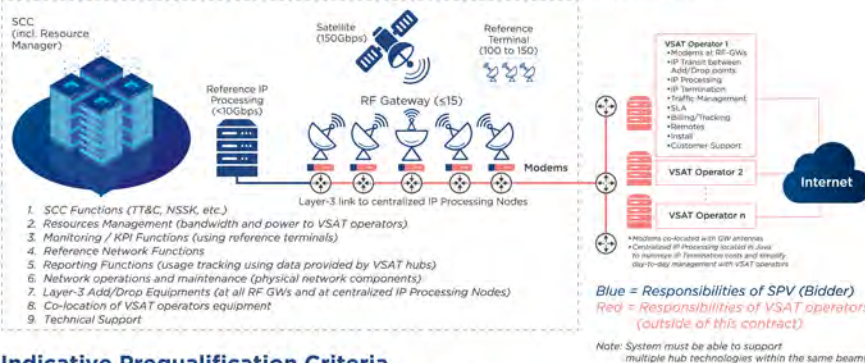 SCC
(incl. Resource
Manager)
Satellite
(150Gbps)
Reference
Terminal
(100 to 150)
Reference IP
Processing
(<10Gbps)
RF Gateway (≤15)
Modems
Layer-3 link to centralized IP Processing Nodes
1. SCC Functions (TT&C, NSSK, etc.)
2. Resources Management (bandwidth and power to VSAT operators)
3. Monitoring / KPI Functions (using reference terminals)
4. Reference Network Functions
5. Reporting Functions (usage tracking using data provided by VSAT hubs)
6. Network operations and maintenance (physical network components)
7. Layer-3 Add/Drop Equipments (at all RF GWs and at centralized IP Processing Nodes)
8. Co-location of VSAT operators equipment
9. Technical Support
VSAT Operator 1
•Modems at RF-GWs
•IP Transit between
Add/Drop points
•IP Processing
•IP Termination
•Traffic Management
•SLA
•Billing/Tracking
•Remotes
•Install
•Customer Support
VSAT Operator 2
VSAT Operator n
Internet
•Modems co-located with GW antennas
•Centralized IP Processing located in Java
to minimize IP Termination costs and simplify
day-to-day management with VSAT operators
Blue = Responsibilities of SPV (Bidder)
Red = Responsibilities of VSAT operators
(outside of this contract)
Note: System must be able to support
multiple hub technologies within the same beam
Indicative Prequalification Criteria